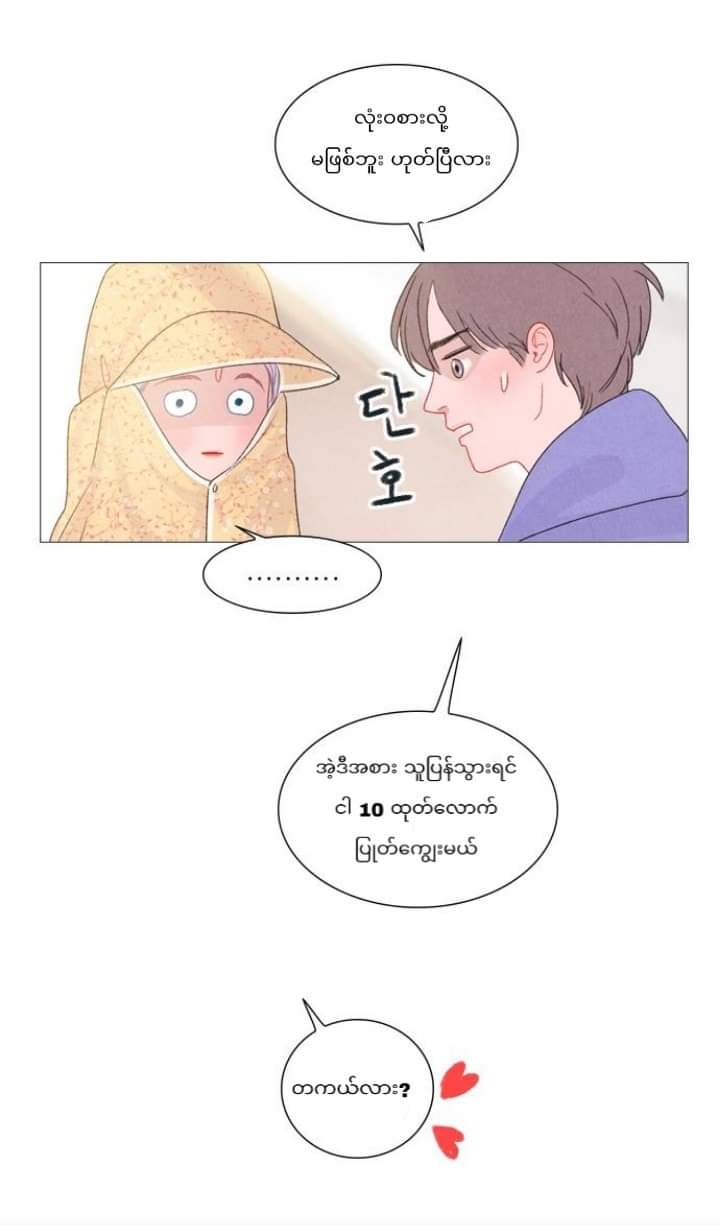 လုံးဝစားလို့
မဖြစ်ဘူး ဟုတ်ပြီလား
단
호
..........
အဲ့ဒီအစား သူပြန်သွားရင်
ငါ 10 ထုတ်လောက်
ပြုတ်ကျွေးမယ်
တကယ်လား?